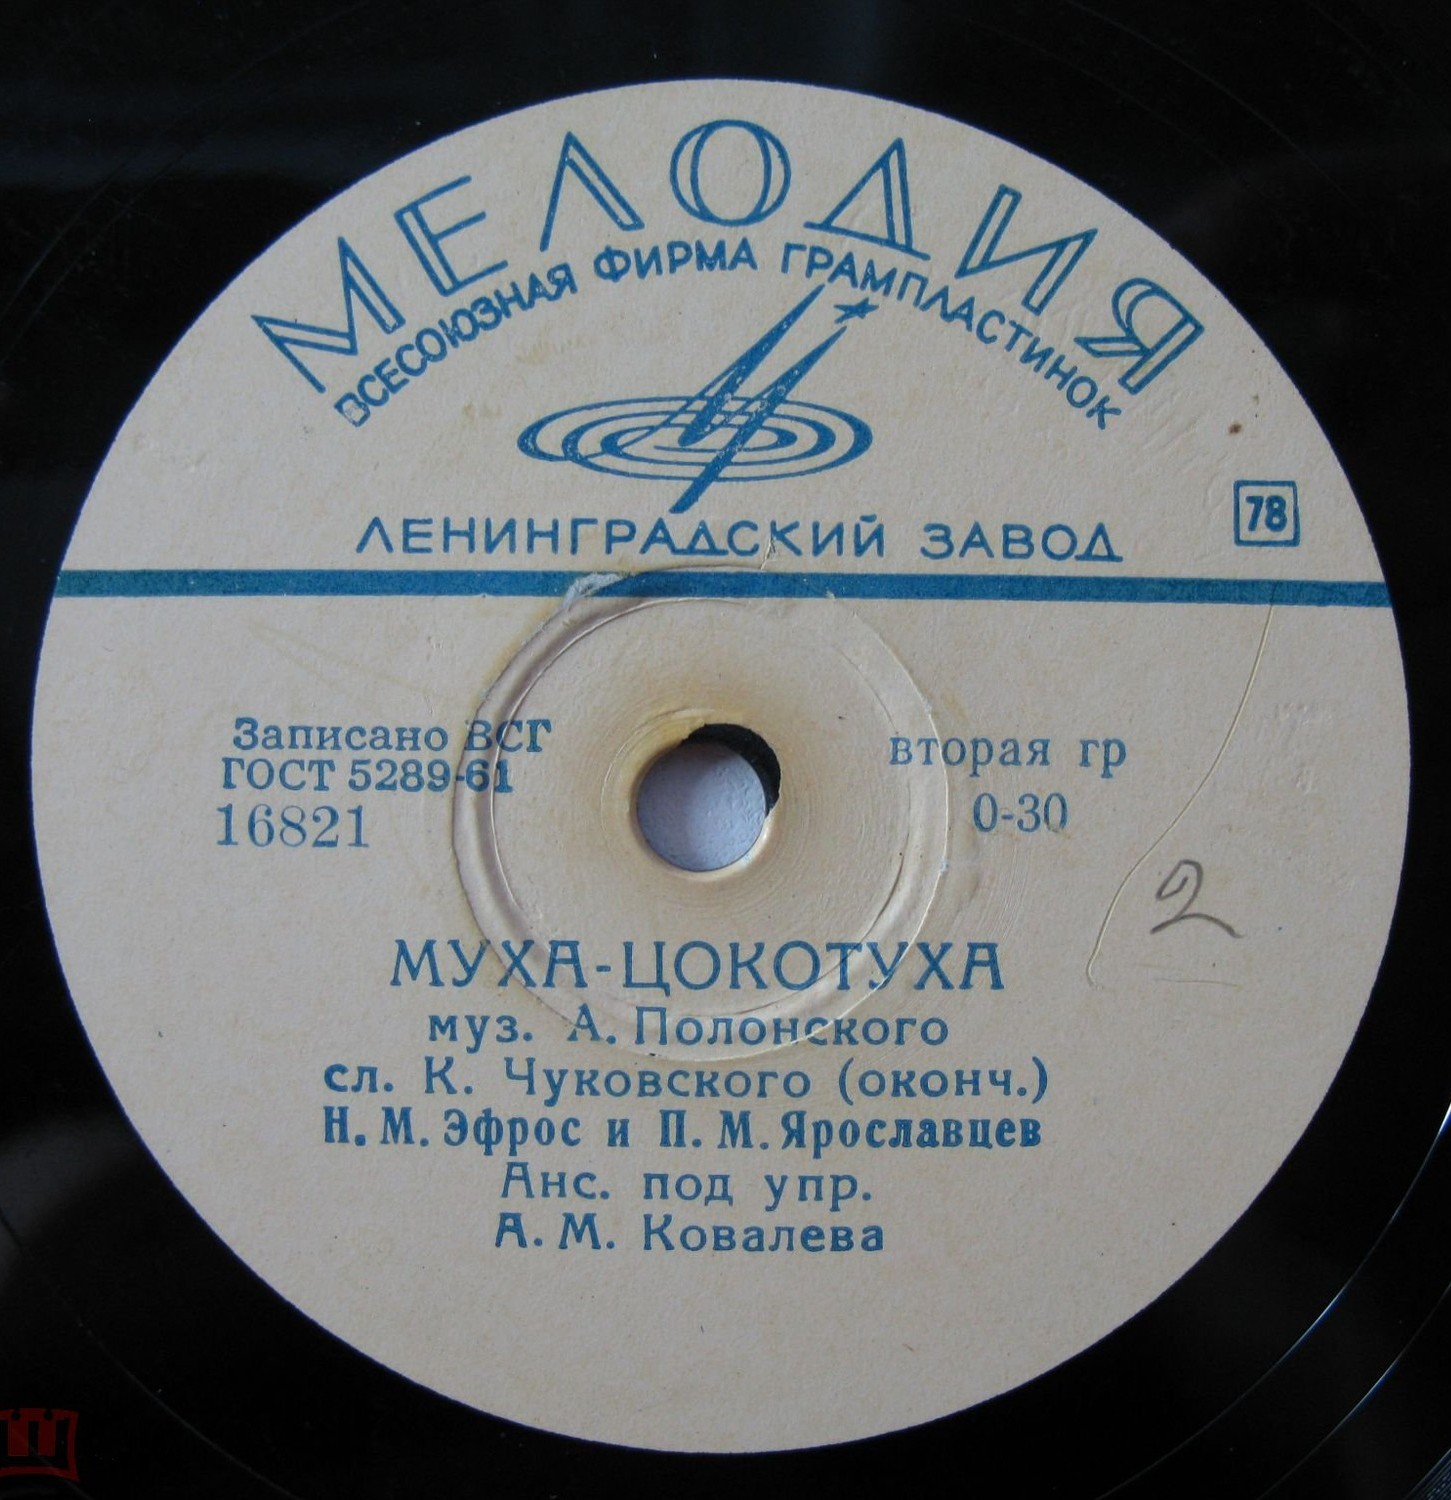 МЕЛОДИЯ
ВСЕСОЮЗНАЯ ФИРМА ГРАМПЛАСТИНОК
ЛЕНИНГРАДСКИЙ ЗАВОД
78
Записано ВСГ
ГОСТ 5289-61
16821
вторая гр
0-30
2
МУХА-ЦОКОТУХА
муз. А. Полонского
сл. К. Чуковского (оконч.)
Н. М. Эфрос и П. М. Ярославцев
Анс. под упр.
А. М. Ковалева